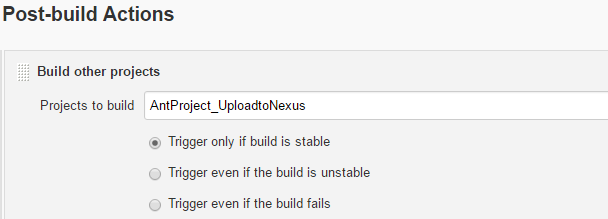 Post-build Actions
Build other projects
Projects to build AntProject_UploadtoNexus
Trigger only if build is stable
Trigger even if the build is unstable
Trigger even if the build fails